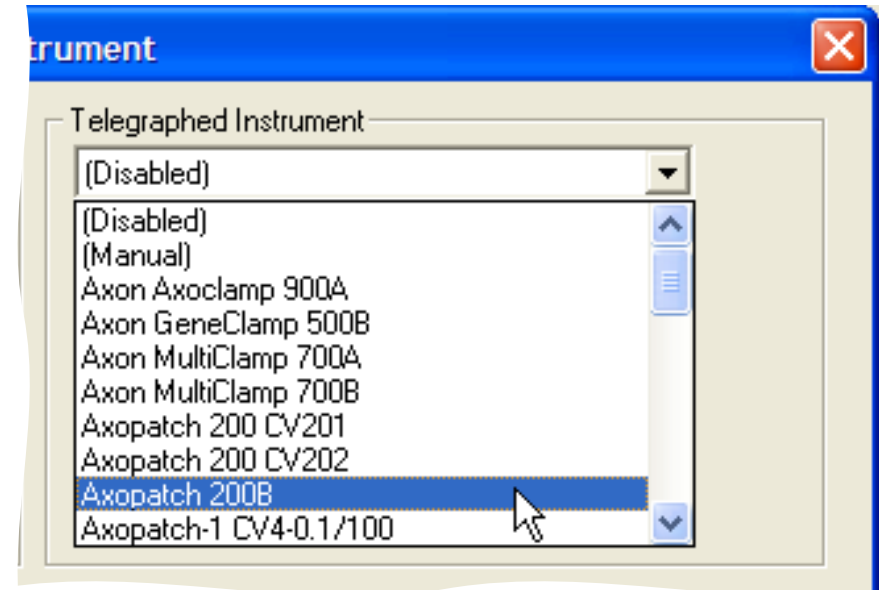 trument
Telegraphed Instrument
(Disabled)
(Disabled)
(Manual)
Axon Axoclamp 900A
Axon GeneClamp 500B
Axon MultiClamp 700A
Axon MultiClamp 700B
Axopatch 200 CV201
Axopatch 200 CV202
Axopatch 200B
Axopatch-1 CV4-0.1/100